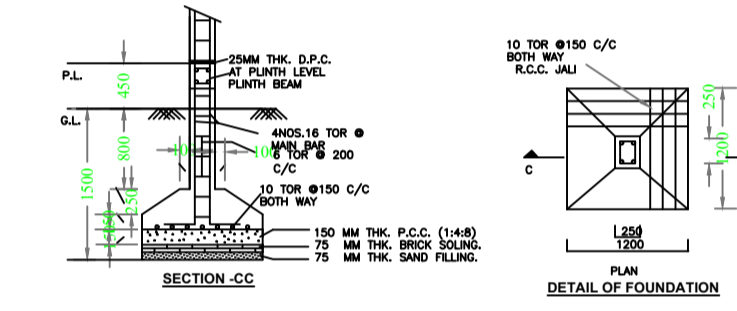 25MM THK. D.P.C.
AT PLINTH LEVEL
PLINTH BEAM
P.L.
450
G.L.
4NOS.16 TOR @
MAIN BAR
6 TOR @ 200
C/C
800
100
1500
10 TOR @150 C/C
BOTH WAY
250
150 MM THK. P.C.C. (1:4:8)
75 MM THK. BRICK SOLING.
75 MM THK. SAND FILLING.
SECTION -CC
10 TOR @150 C/C
BOTH WAY
R.C.C. JALI
250
1200
C
250
1200
PLAN
DETAIL OF FOUNDATION